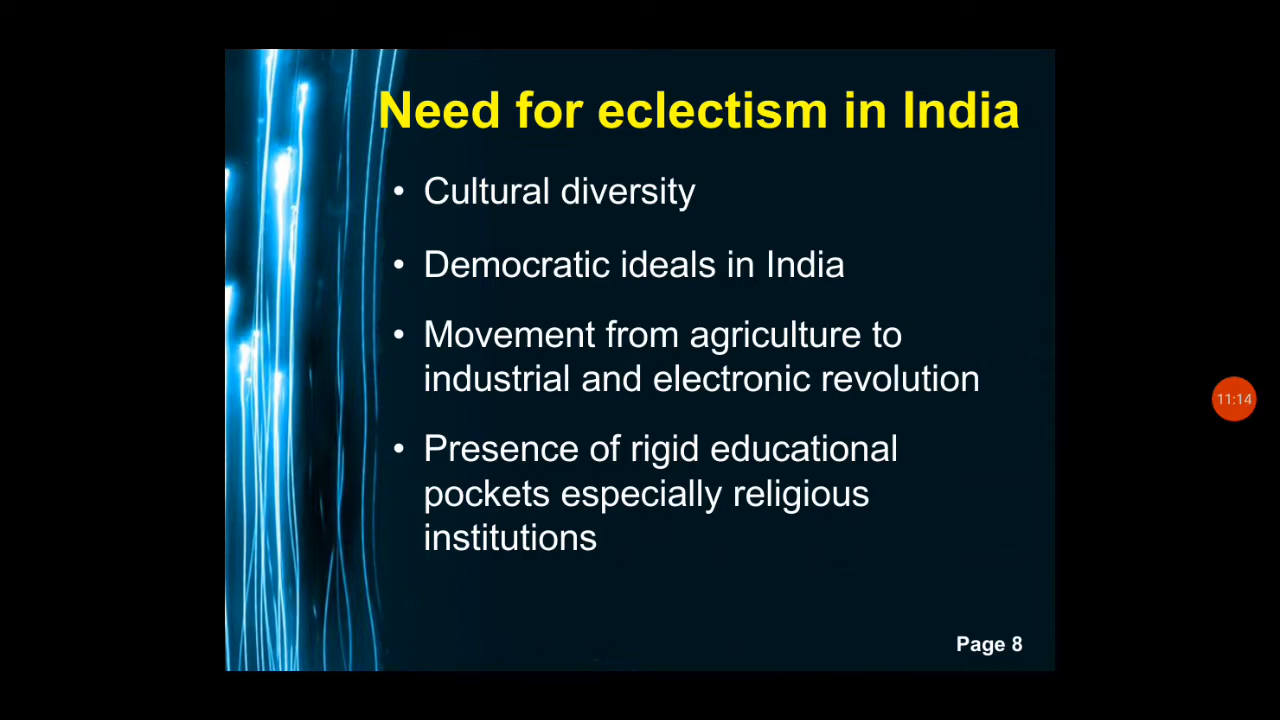 Need for eclectism in India
• Cultural diversity
• Democratic ideals in India
• Movement from agriculture to
industrial and electronic revolution
• Presence of rigid educational
pockets especially religious
institutions
11:14
Page 8